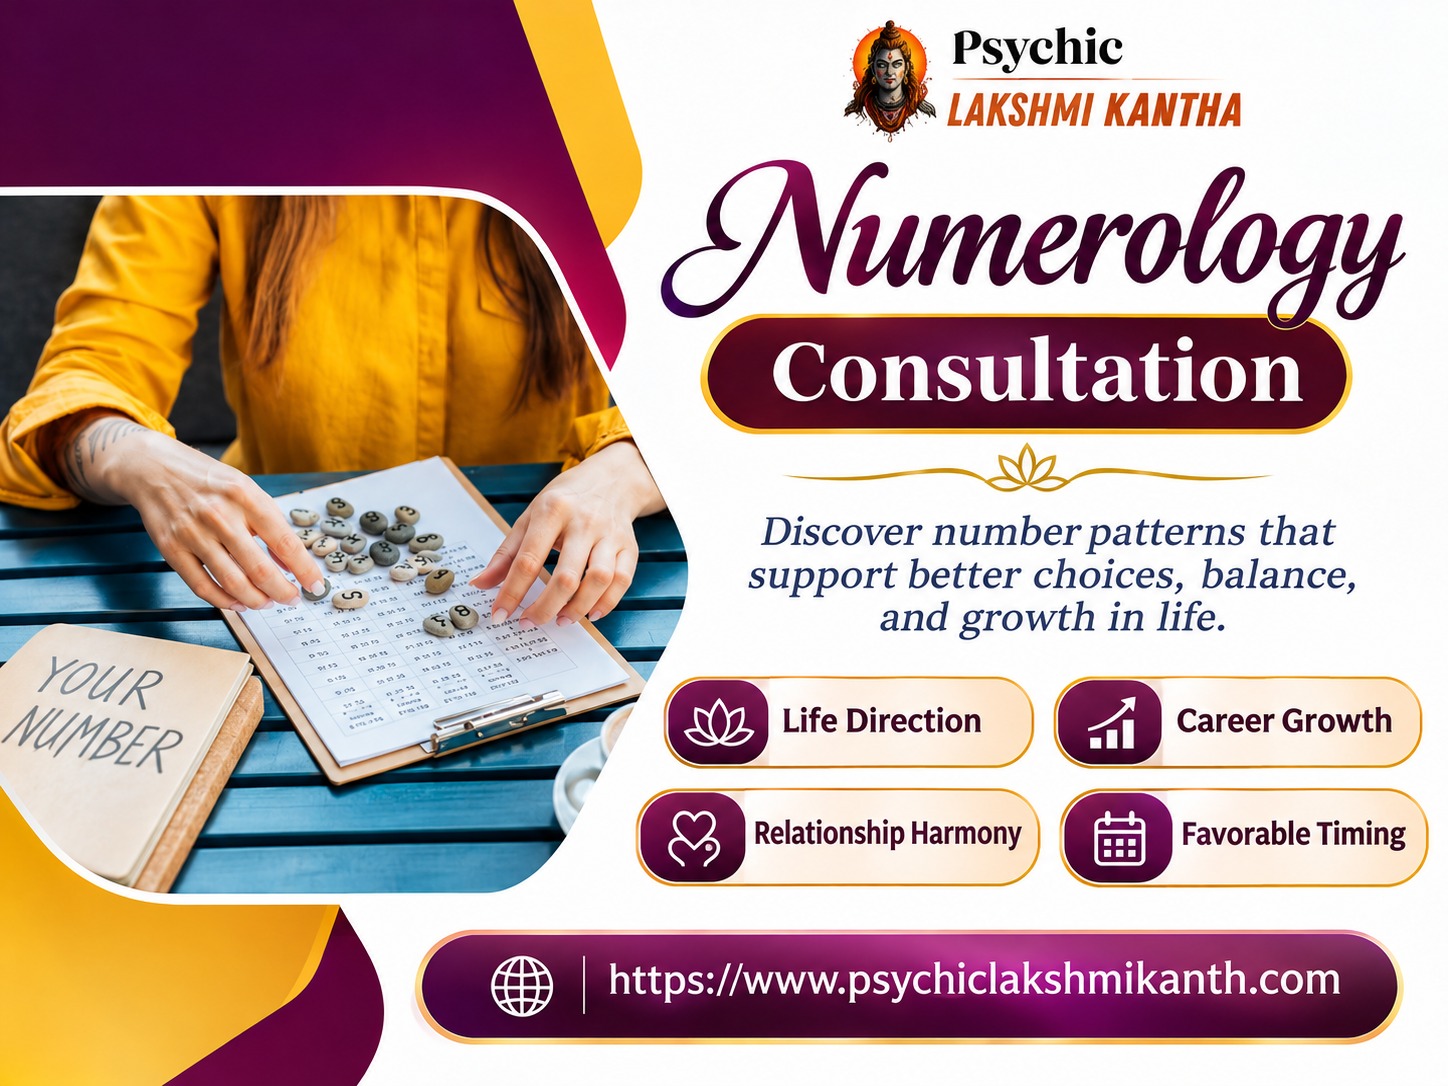 Psychic
LAKSHMI KANTHA
Numerology
Consultation
Discover number patterns that
support better choices, balance,
and growth in life.
Life Direction
Career Growth
Relationship Harmony
Favorable Timing
https://www.psychiclakshmikanth.com
YOUR
NUMBER